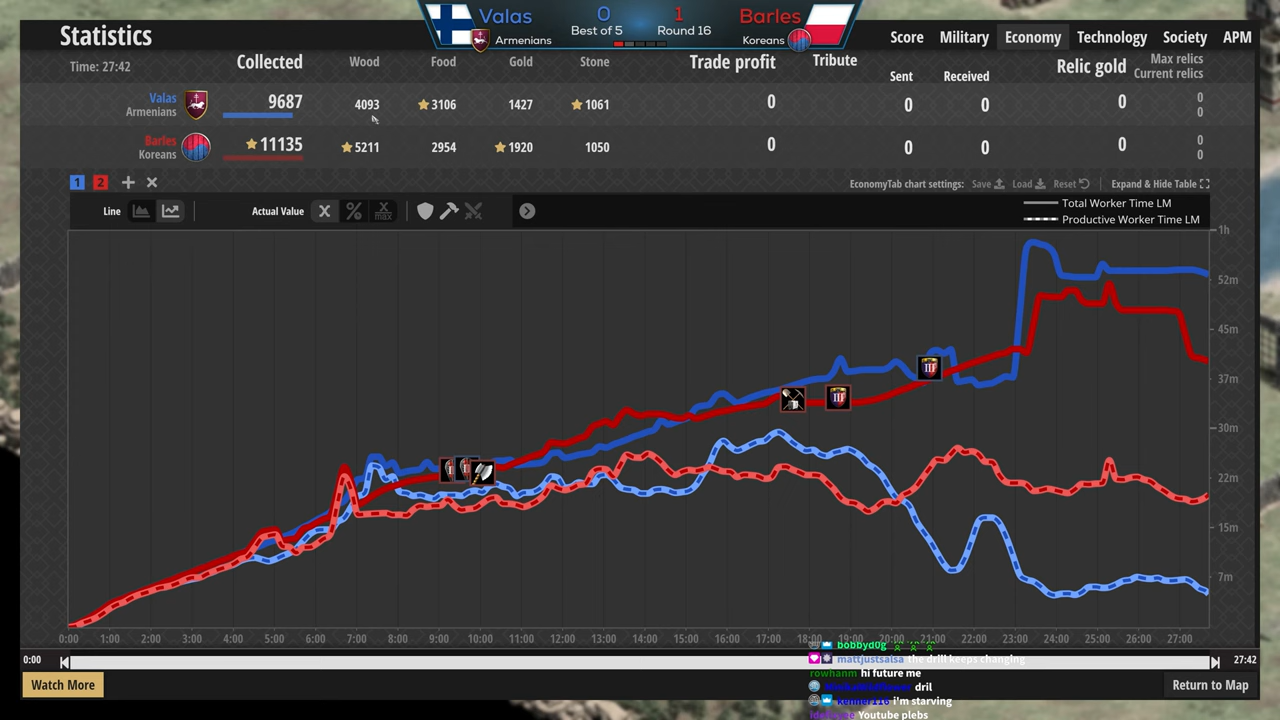 Valas 0 1 Barles
Armenians Best of 5 Round 16 Koreans
Statistics
Score Military Economy Technology Society APM
Time: 27:42
Collected Wood Food Gold Stone Trade profit Tribute Sent Received Relic gold Max relics
Current relics
Valas 9687 4093 3106 1427 1061 0 0 0 0 0
Armenians 0
Barles 11135 5211 2954 1920 1050 0 0 0 0 0
Koreans 0
1 2 + ×
EconomyTab chart settings: Save Load Reset Expand & Hide Table
Line Actual Value X % X/max
Total Worker Time LM
Productive Worker Time LM
1h
52m
45m
37m
30m
22m
15m
7m
III III
0:00 1:00 2:00 3:00 4:00 5:00 6:00 7:00 8:00 9:00 10:00 11:00 12:00 13:00 14:00 15:00 16:00 17:00 18:00 19:00 20:00 21:00 22:00 23:00 24:00 25:00 26:00 27:00
bobbyd0g
0:00 27:42
mattjustsalsa the drill keeps changing
rowhanm hi future me
Watch More Return to Map
dril
i'm starving
Youtube plebs